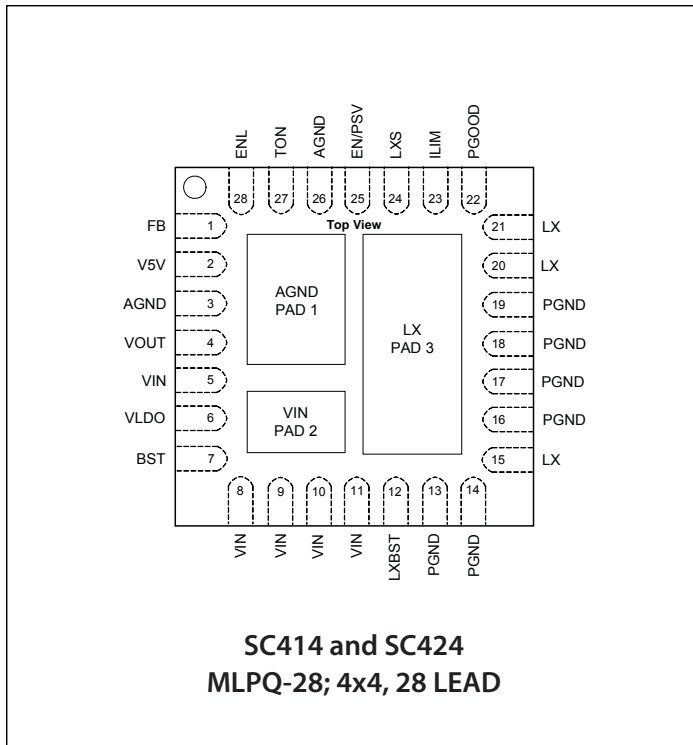 ENL TON AGND EN/PSV LXS ILIM PGOOD
28 27 26 25 24 23 22
Top View
FB 1
V5V 2
AGND 3
VOUT 4
VIN 5
VLDO 6
BST 7
AGND
PAD 1
VIN
PAD 2
LX
PAD 3
21 LX
20 LX
19 PGND
18 PGND
17 PGND
16 PGND
15 LX
8 9 10 11 12 13 14
VIN VIN VIN VIN LXBST PGND PGND
SC414 and SC424
MLPQ-28; 4x4, 28 LEAD